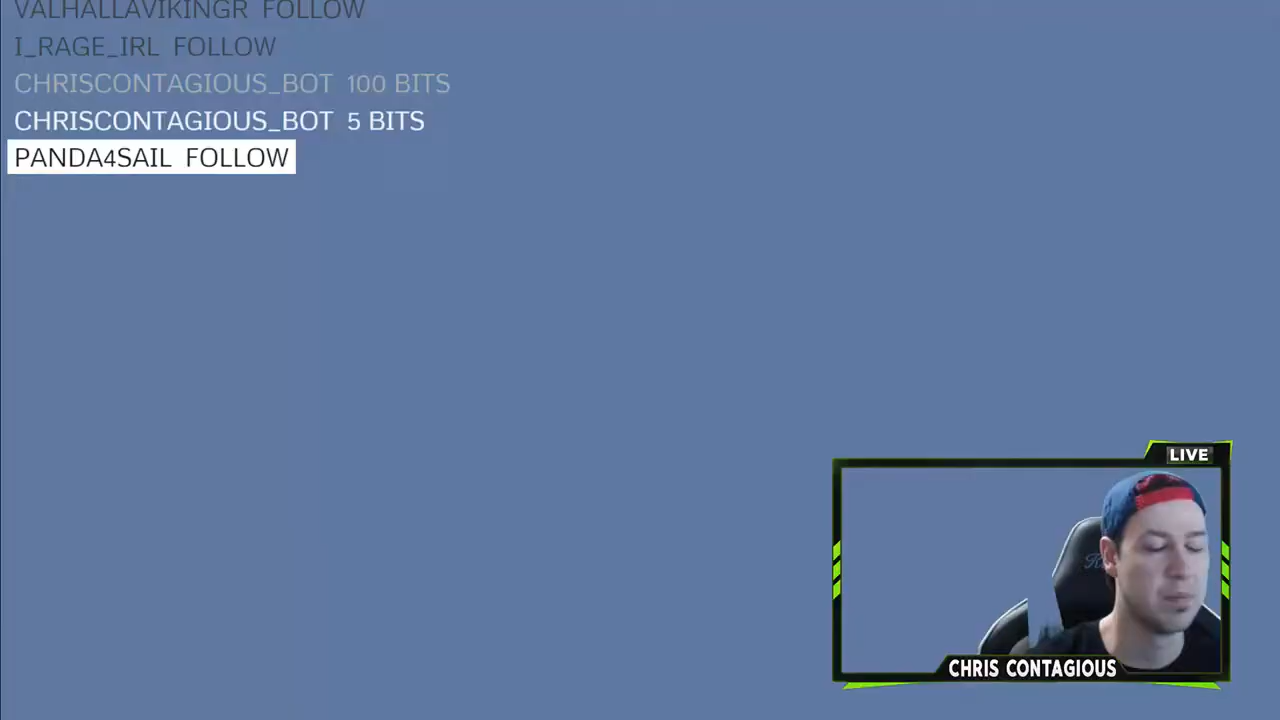 VALHALLAVIKINGR FOLLOW
I_RAGE_IRL FOLLOW
CHRISCONTAGIOUS_BOT 100 BITS
CHRISCONTAGIOUS_BOT 5 BITS
PANDA4SAIL FOLLOW
LIVE
CHRIS CONTAGIOUS